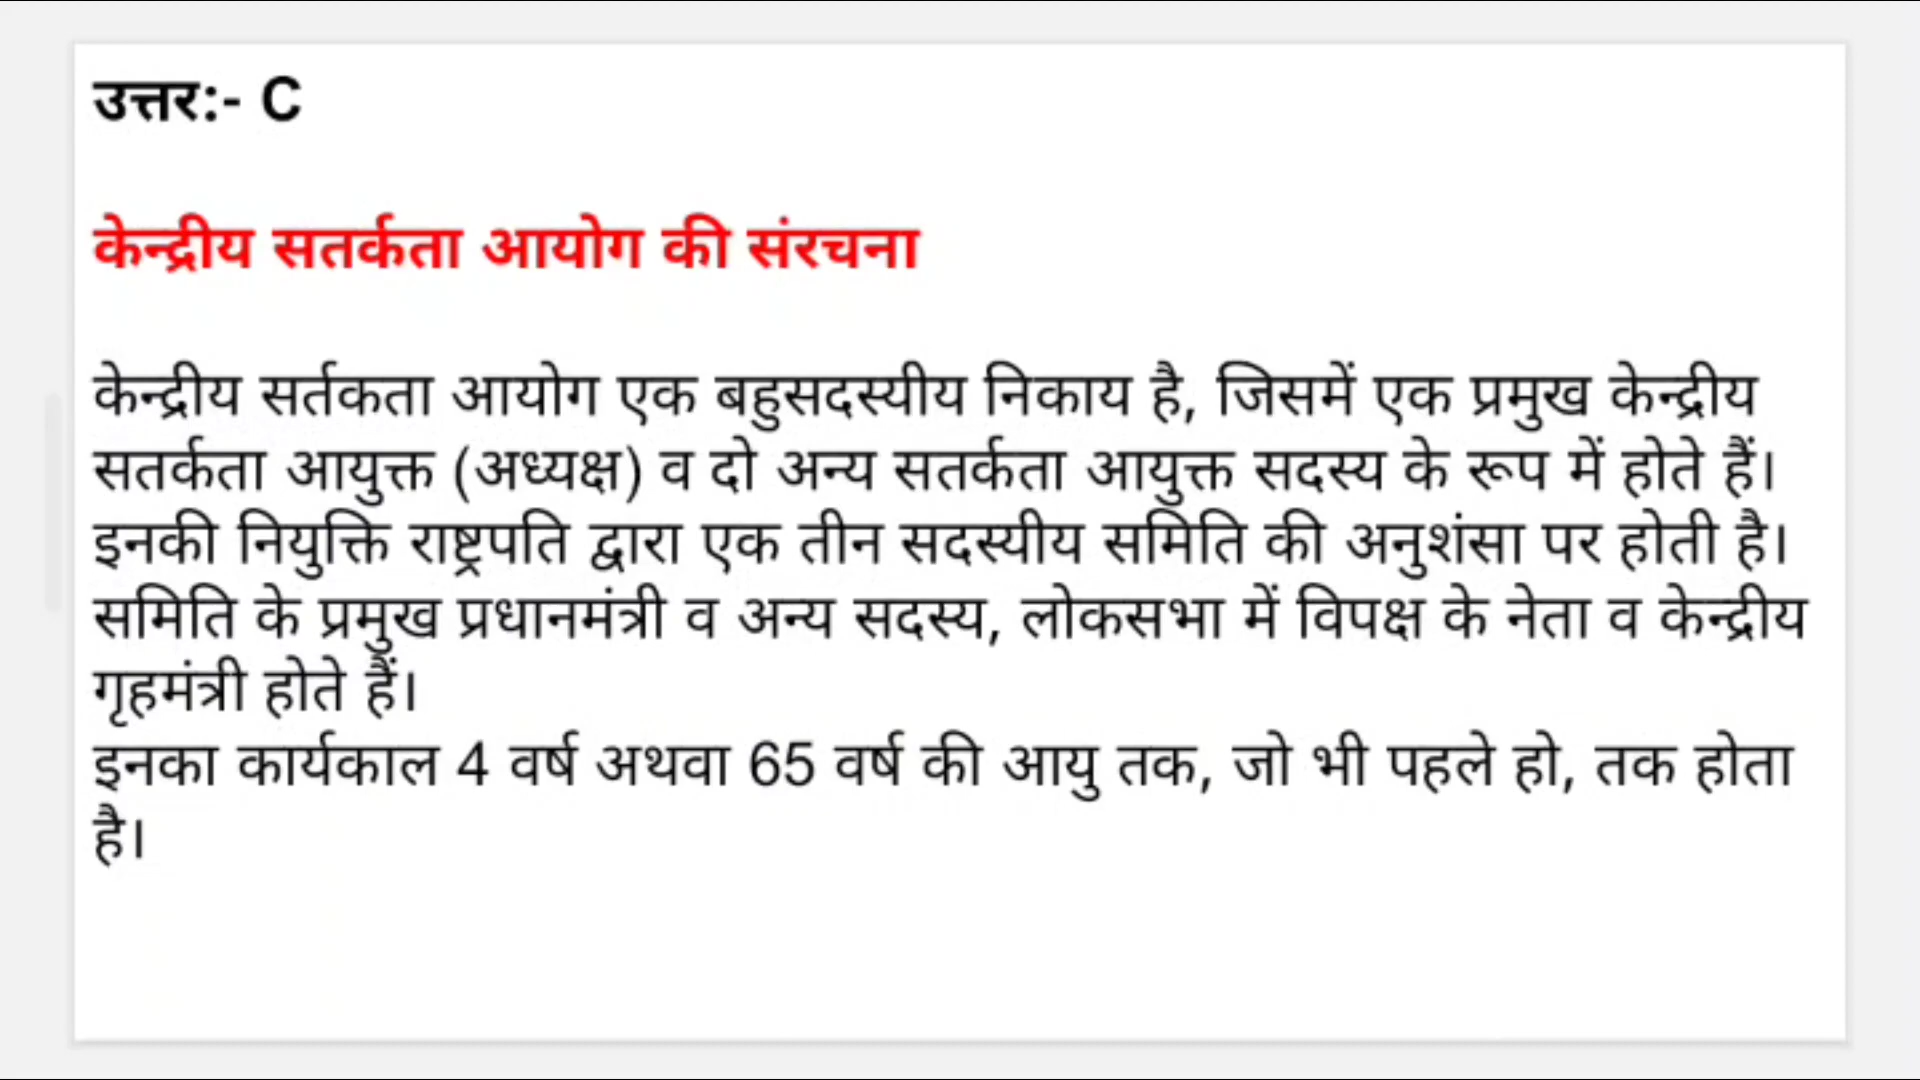 उत्तर:- C
केन्द्रीय सतर्कता आयोग की संरचना
केन्द्रीय सर्तकता आयोग एक बहुसदस्यीय निकाय है, जिसमें एक प्रमुख केन्द्रीय
सतर्कता आयुक्त (अध्यक्ष) व दो अन्य सतर्कता आयुक्त सदस्य के रूप में होते हैं।
इनकी नियुक्ति राष्ट्रपति द्वारा एक तीन सदस्यीय समिति की अनुशंसा पर होती है।
समिति के प्रमुख प्रधानमंत्री व अन्य सदस्य, लोकसभा में विपक्ष के नेता व केन्द्रीय
गृहमंत्री होते हैं।
इनका कार्यकाल 4 वर्ष अथवा 65 वर्ष की आयु तक, जो भी पहले हो, तक होता
है।